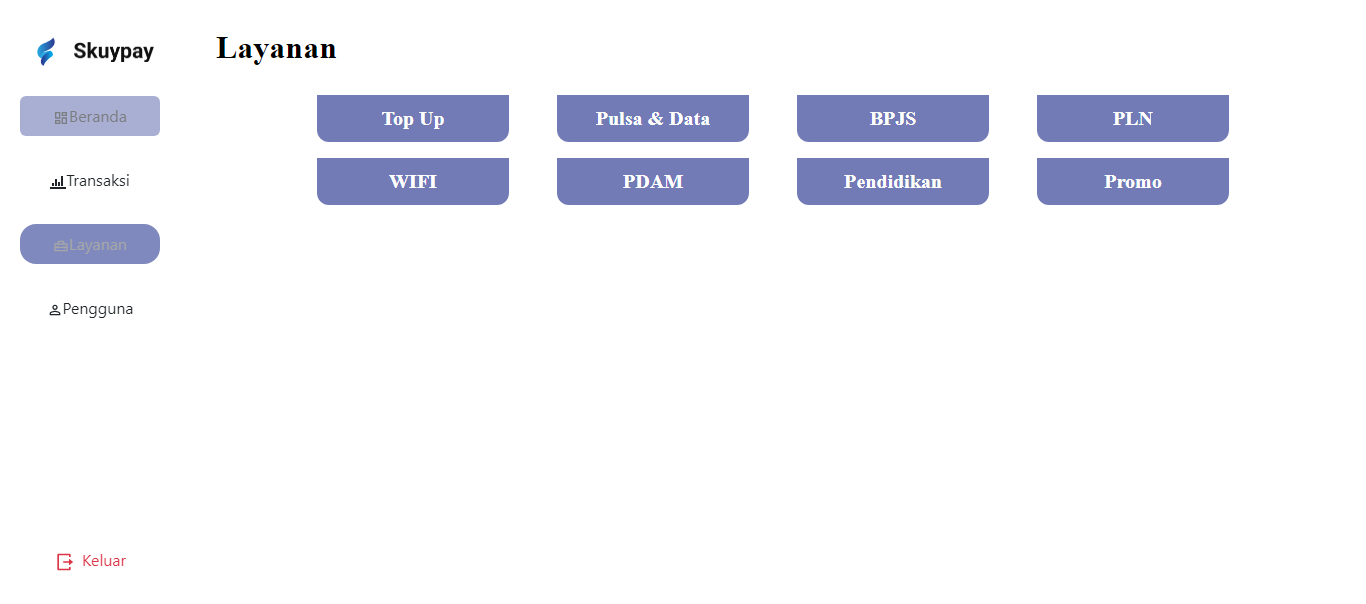 Skuypay
Beranda
Transaksi
Layanan
Pengguna
Keluar
Layanan
Top Up
Pulsa & Data
BPJS
PLN
WIFI
PDAM
Pendidikan
Promo